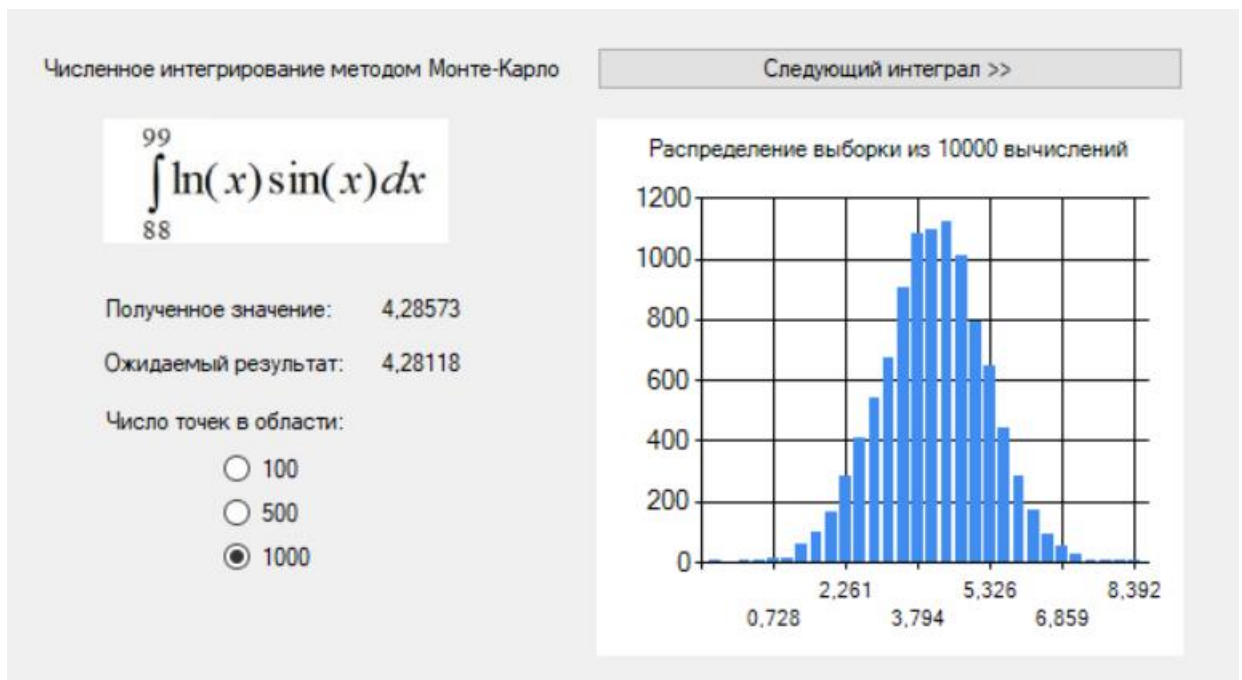 Численное интегрирование методом Монте-Карло
Следующий интеграл >>
99
∫ ln(x)sin(x)dx
88
Полученное значение: 4,28573
Ожидаемый результат: 4,28118
Число точек в области:
100
500
1000
Распределение выборки из 10000 вычислений
1200
1000
800
600
400
200
0
2,261 5,326 8,392
0,728 3,794 6,859